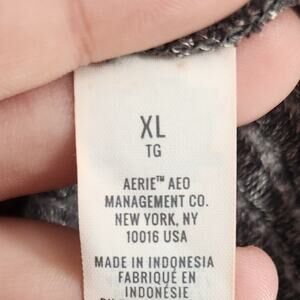 XL
TG
AERIE™ AEO
MANAGEMENT CO.
NEW YORK, NY
10016 USA
MADE IN INDONESIA
FABRIQUÉ EN
INDONÉSIE